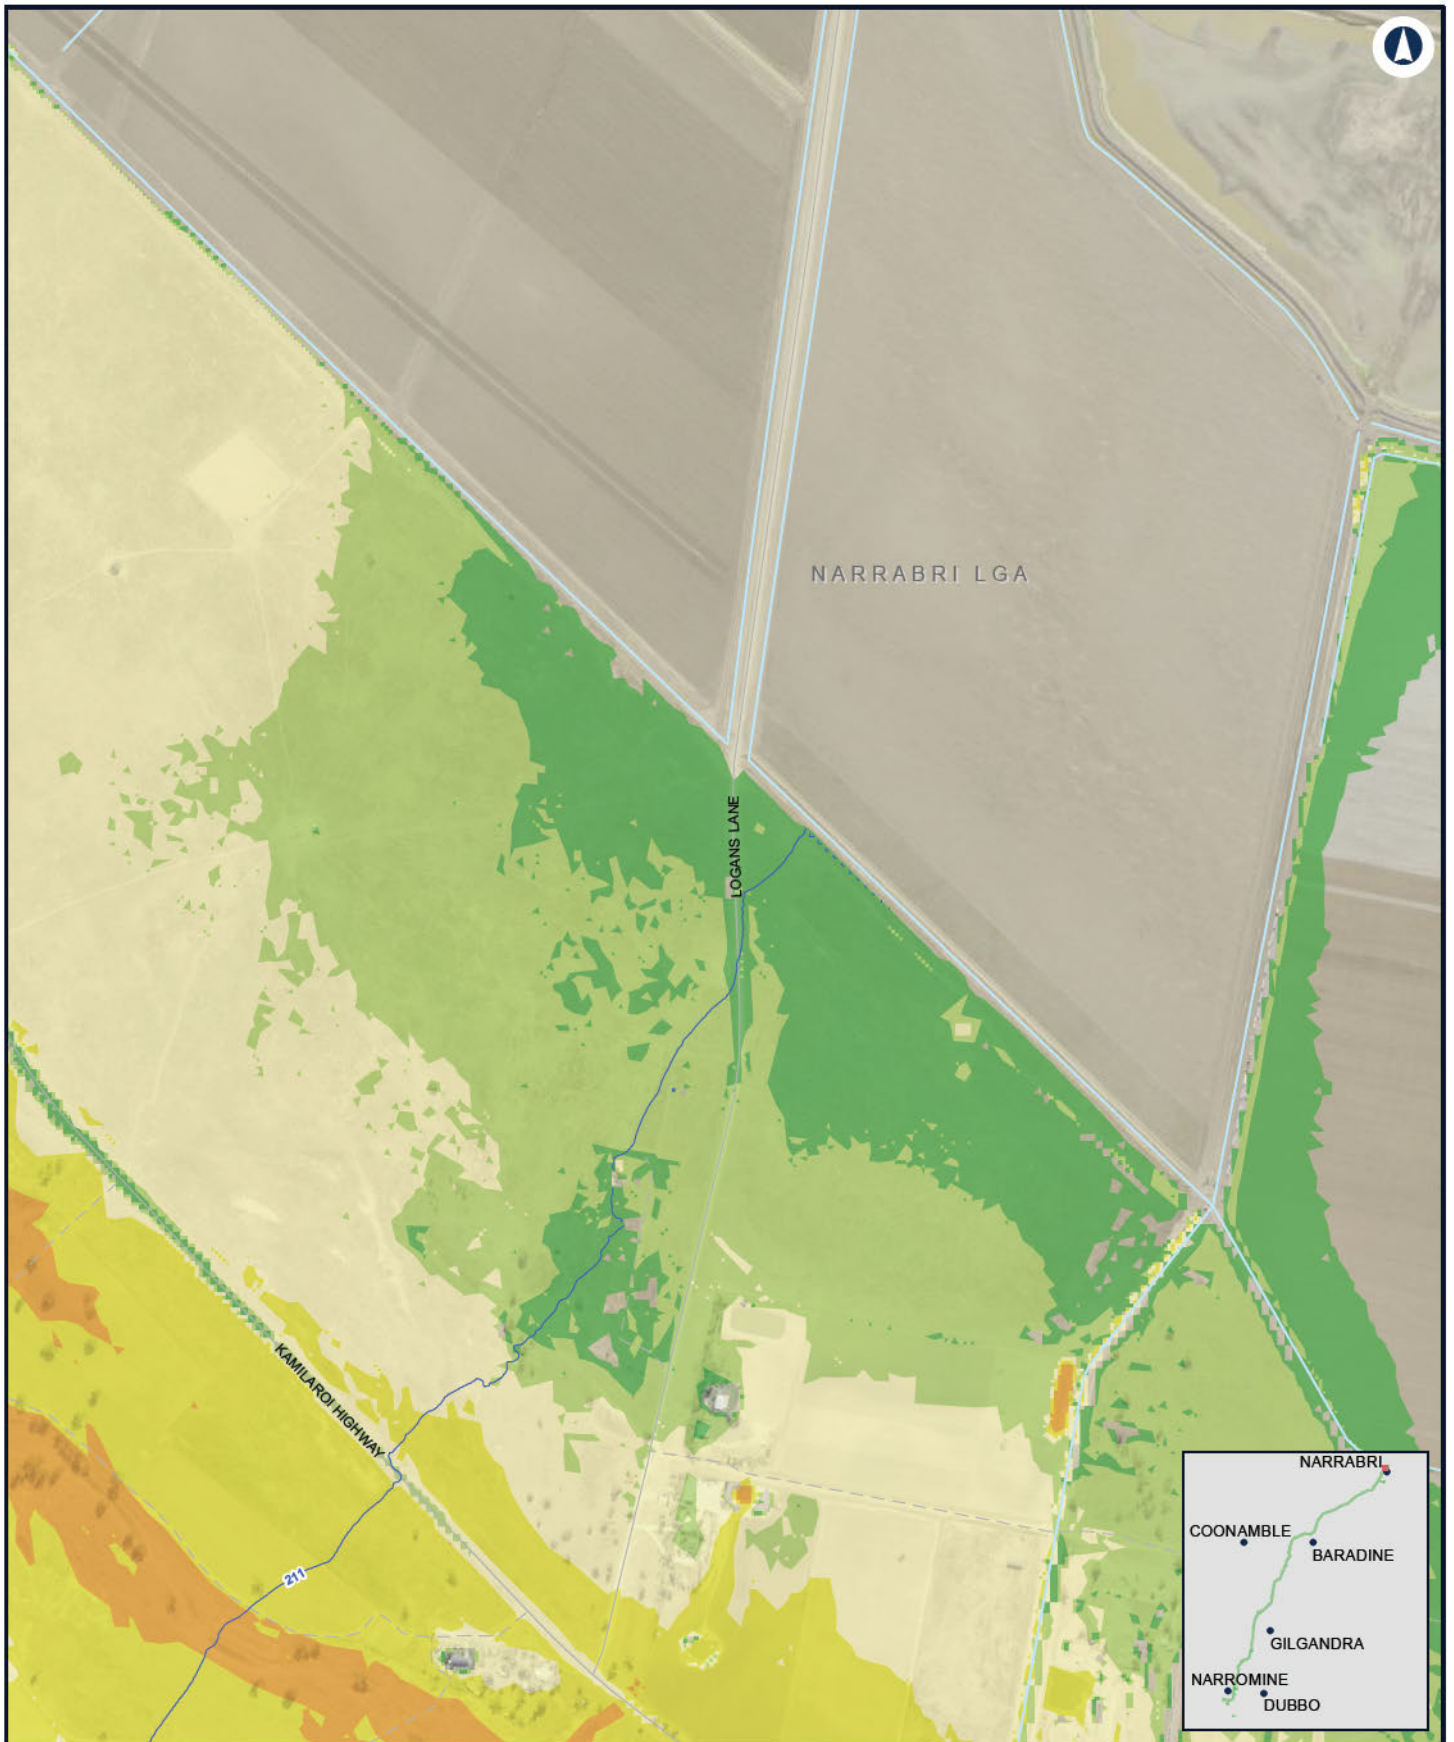 NARRABRI LGA
LOGANS LANE
KAMILAROI HIGHWAY
211
NARRABRI
COONAMBLE
BARADINE
GILGANDRA
NARROMINE
DUBBO